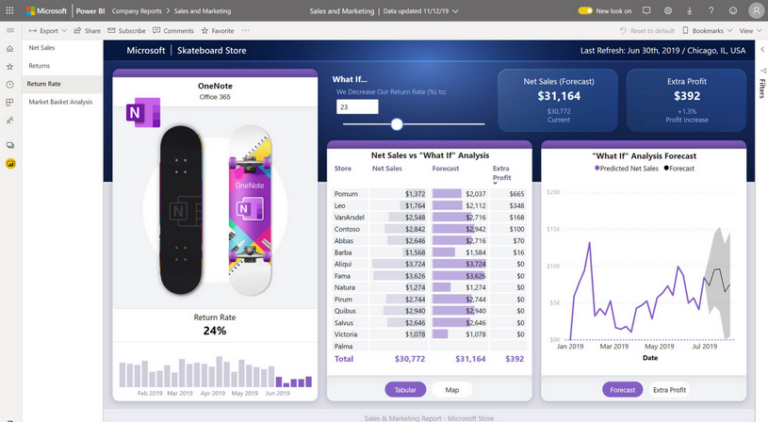 Microsoft Power BI Company Reports > Sales and Marketing
Sales and Marketing | Data updated 11/12/19
New look on
Export Share Subscribe Comments Favorite ...
Reset to default Bookmarks View
Net Sales
Returns
Return Rate
Market Basket Analysis
Microsoft | Skateboard Store
Last Refresh: Jun 30th, 2019 / Chicago, IL, USA
OneNote
Office 365
N
N
OneNote
N
Return Rate
24%
Feb 2019 Mar 2019 Apr 2019 May 2019 Jun 2019
What If...
We Decrease Our Return Rate (%) to:
23
Net Sales (Forecast)
$31,164
$30,772
Current
Extra Profit
$392
+1.3%
Profit Increase
Net Sales vs "What If" Analysis
Store Net Sales Forecast Extra Profit
Pomum $1,372 $2,037 $665
Leo $1,764 $2,112 $348
VanArsdel $2,548 $2,716 $168
Contoso $2,842 $2,942 $100
Abbas $2,646 $2,716 $70
Barba $1,568 $1,584 $16
Aliqui $3,724 $3,724 $0
Fama $3,626 $3,626 $0
Natura $1,274 $1,274 $0
Pirum $2,744 $2,744 $0
Quibus $2,940 $2,940 $0
Salvus $2,646 $2,646 $0
Victoria $1,078 $1,078 $0
Palma
Total $30,772 $31,164 $392
Tabular Map
"What If" Analysis Forecast
Predicted Net Sales Forecast
$20K
$15K
$10K
$5K
$0K
Jan 2019 Mar 2019 May 2019 Jul 2019
Date
Forecast Extra Profit
Filters
Sales & Marketing Report - Microsoft Store